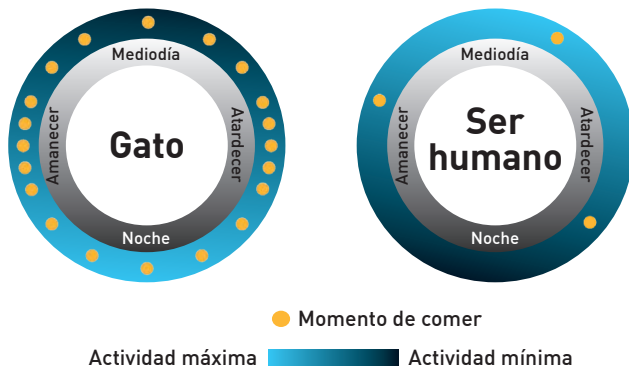 Mediodía
Amanecer
Gato
Atardecer
Noche
Mediodía
Amanecer
Ser
humano
Atardecer
Noche
Momento de comer
Actividad máxima
Actividad mínima